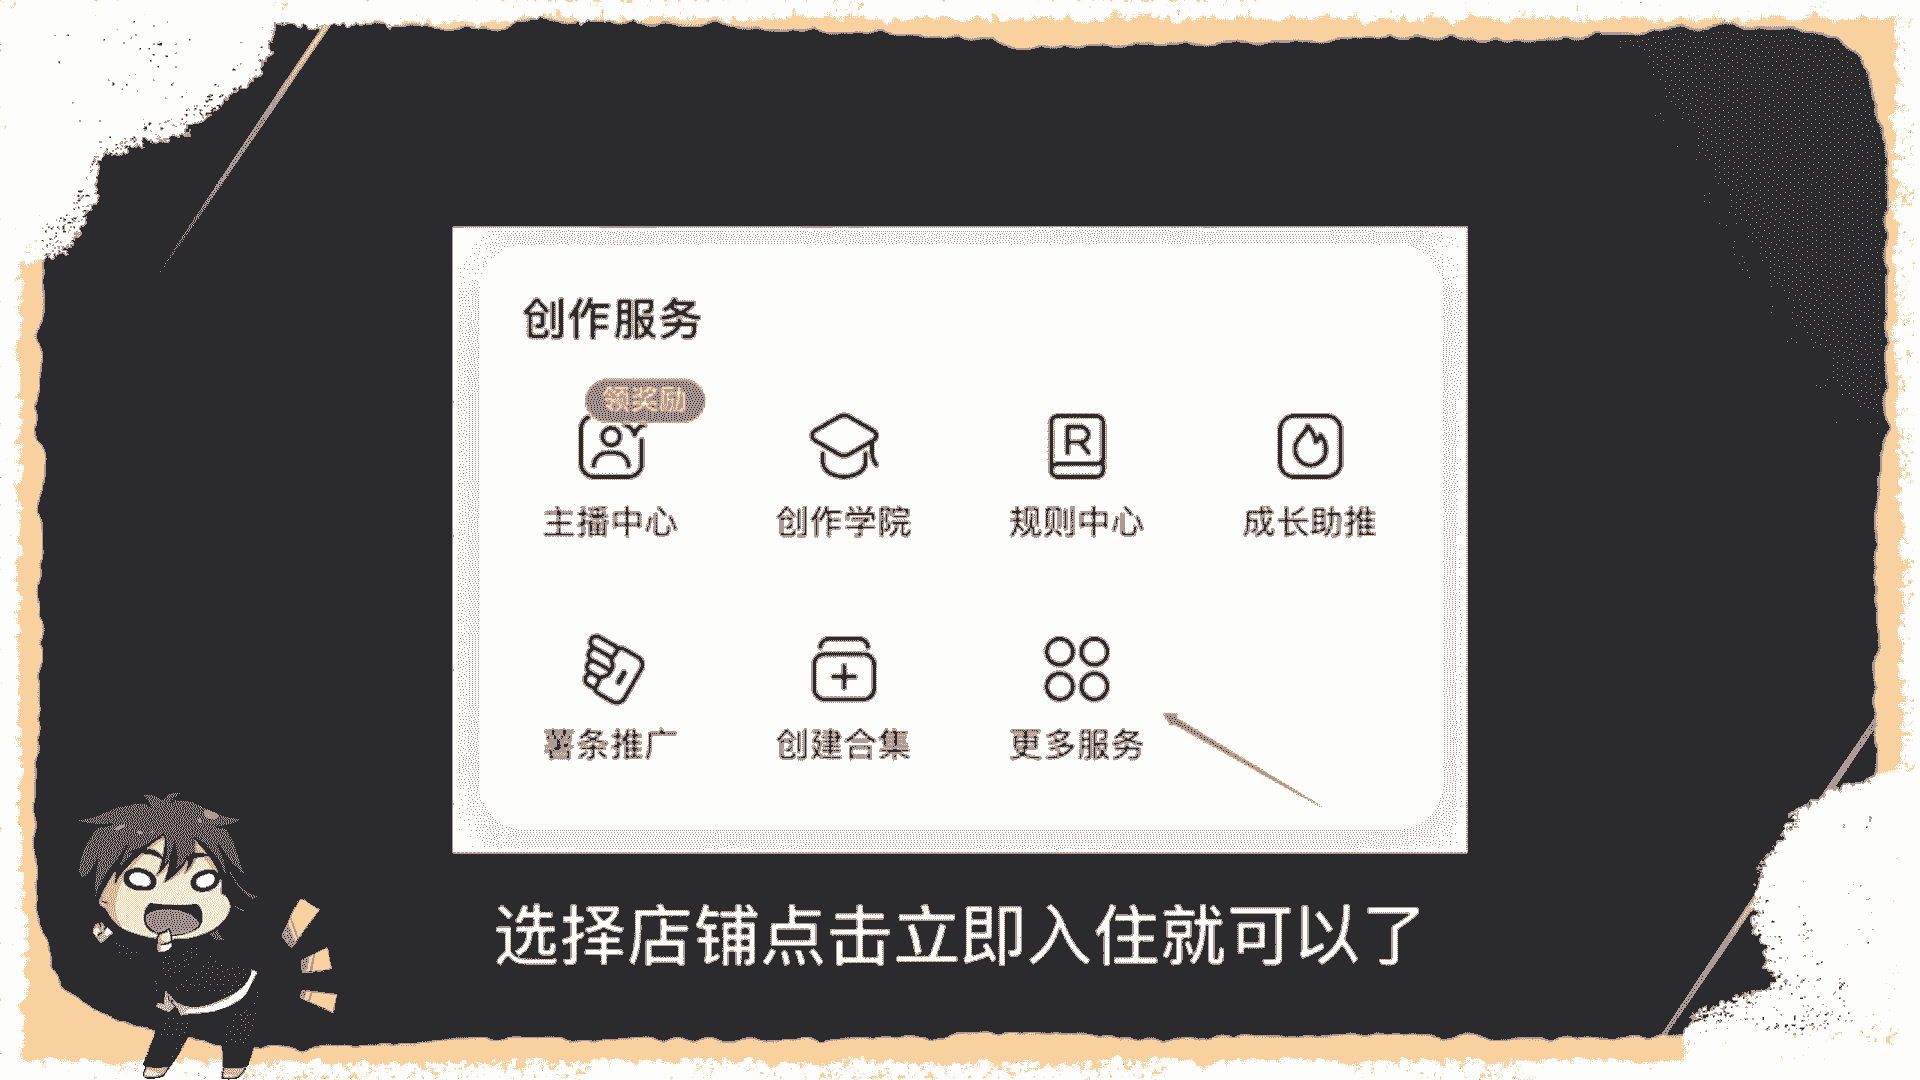 创作服务
领奖励
主播中心
创作学院
R
规则中心
成长助推
薯条推广
创建合集
更多服务
选择店铺点击立即入住就可以了